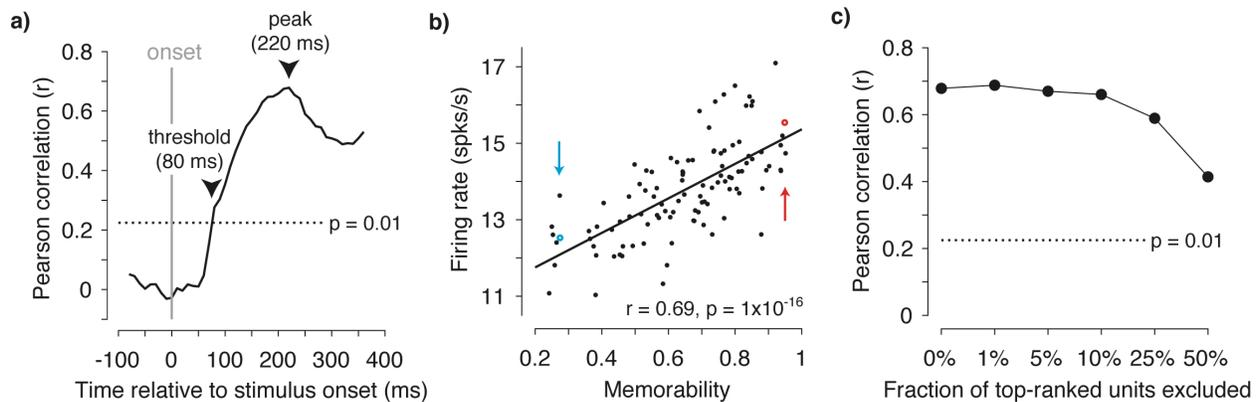 a)
peak
(220 ms)
onset
threshold
(80 ms)
p = 0.01
Pearson correlation (r)
0.8
0.6
0.4
0.2
0
-100 0 100 200 300 400
Time relative to stimulus onset (ms)
b)
Firing rate (spks/s)
17
15
13
11
r = 0.69, p = 1x10-16
0.2 0.4 0.6 0.8 1
Memorability
c)
Pearson correlation (r)
0.8
0.6
0.4
0.2
0
p = 0.01
0% 1% 5% 10% 25% 50%
Fraction of top-ranked units excluded